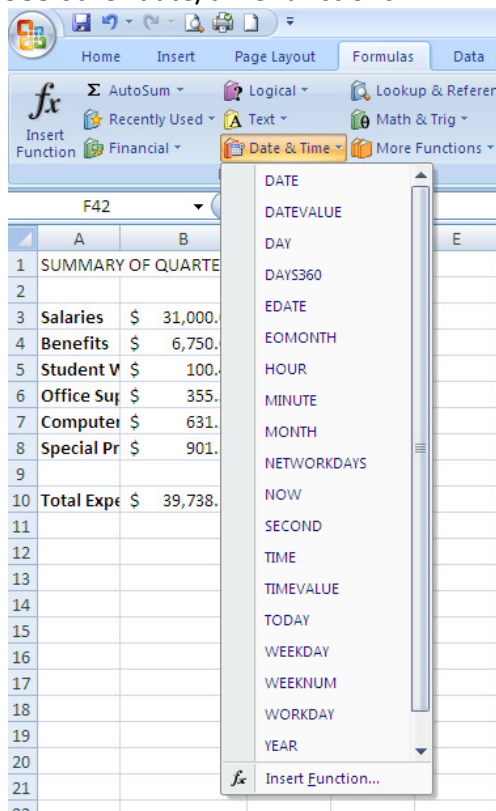 Home Insert Page Layout Formulas Data
fx Σ AutoSum Logical Lookup & Referen
Insert Function Recently Used Text Math & Trig
Financial Date & Time More Functions
F42
A B E
1 SUMMARY OF QUARTE
2
3 Salaries $ 31,000.
4 Benefits $ 6,750.
5 Student W $ 100.
6 Office Sup $ 355.
7 Computer $ 631.
8 Special Pr $ 901.
9
10 Total Expe $ 39,738.
11
12
13
14
15
16
17
18
19
20
21
DATE
DATEVALUE
DAY
DAYS360
EDATE
EOMONTH
HOUR
MINUTE
MONTH
NETWORKDAYS
NOW
SECOND
TIME
TIMEVALUE
TODAY
WEEKDAY
WEEKNUM
WORKDAY
YEAR
fx Insert Function...